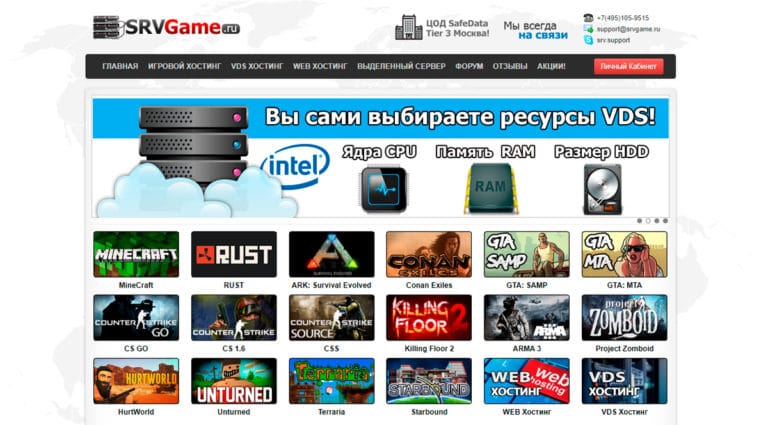 SRVGame.ru
ЦОД SafeData
Tier 3 Москва!
Мы всегда
на связи
+7(495)105-9515
support@srvgame.ru
srv.support
ГЛАВНАЯ ИГРОВОЙ ХОСТИНГ VDS ХОСТИНГ WEB ХОСТИНГ ВЫДЕЛЕННЫЙ СЕРВЕР ФОРУМ ОТЗЫВЫ АКЦИИ! Личный Кабинет
Вы сами выбираете ресурсы VDS!
intel
Ядра CPU Память RAM Размер HDD
RAM
MINECRAFT RUST ARK SURVIVAL EVOLVED CONAN EXILES GTA SAMP GTA MTA
MineCraft RUST ARK: Survival Evolved Conan Exiles GTA: SAMP GTA: MTA
COUNTER STRIKE GO COUNTER STRIKE COUNTER STRIKE SOURCE KILLING FLOOR 2 ARMA III project ZOMBOID
CS GO CS 1.6 CSS Killing Floor 2 ARMA 3 Project Zomboid
HURTWORLD UNTURNED Terraria STARBOUND WEB ХОСТИНГ web hosting VDS ХОСТИНГ
HurtWorld Unturned Terraria Starbound WEB Хостинг VDS Хостинг